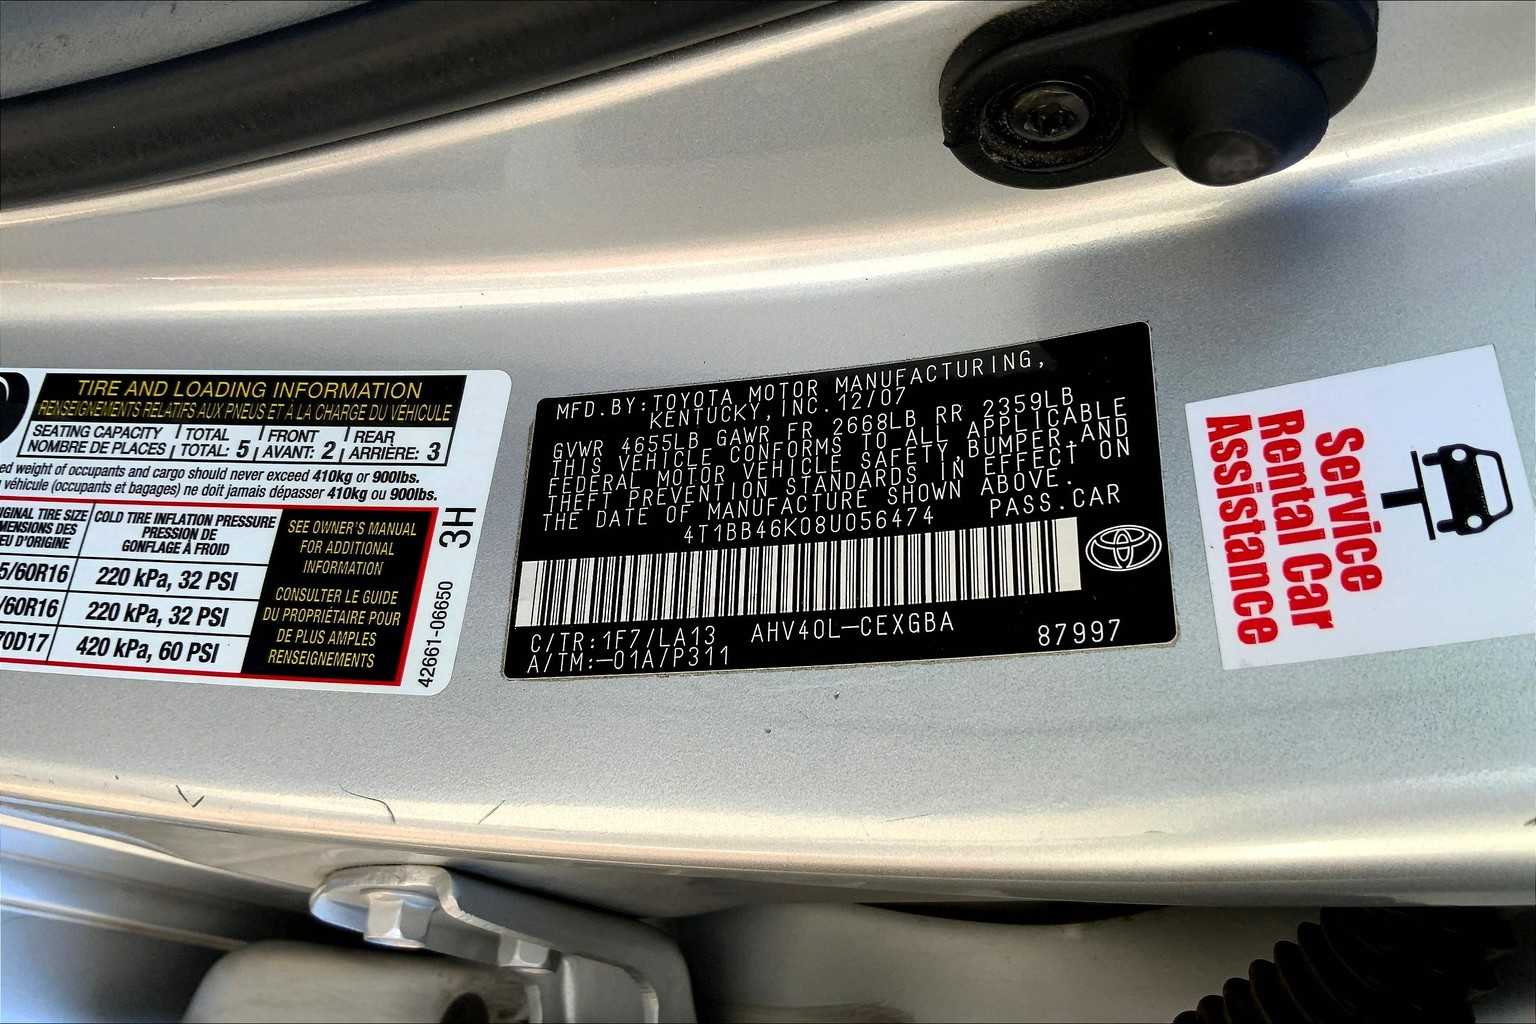 TIRE AND LOADING INFORMATION
RENSEIGNEMENTS RELATIFS AUX PNEUS ET À LA CHARGE DU VÉHICULE
SEATING CAPACITY TOTAL FRONT REAR
NOMBRE DE PLACES TOTAL: 5 AVANT: 2 ARRIÈRE: 3
weight of occupants and cargo should never exceed 410kg or 900lbs.
véhicule (occupants et bagages) ne doit jamais dépasser 410kg ou 900lbs.
TIRE SIZE
DES
D'ORIGINE
COLD TIRE INFLATION PRESSURE
PRESSION DE
GONFLAGE À FROID
5/60R16 220 kPa, 32 PSI
/60R16 220 kPa, 32 PSI
70D17 420 kPa, 60 PSI
SEE OWNER'S MANUAL
FOR ADDITIONAL
INFORMATION
CONSULTER LE GUIDE
DU PROPRIÉTAIRE POUR
DE PLUS AMPLES
RENSEIGNEMENTS
3H
42661-06650
MFD.BY:TOYOTA MOTOR MANUFACTURING,
KENTUCKY,INC.12/07
GVWR 4655LB GAWR FR 2668LB RR 2359LB
THIS VEHICLE CONFORMS TO ALL APPLICABLE
FEDERAL MOTOR VEHICLE SAFETY,BUMPER,AND
THEFT PREVENTION STANDARDS IN EFFECT ON
THE DATE OF MANUFACTURE SHOWN ABOVE.
4T1BB46K08U056474 PASS.CAR
C/TR:1F7/LA13 AHV40L-CEXGBA 87997
A/TM:-01A/P311
Service
Rental Car
Assistance